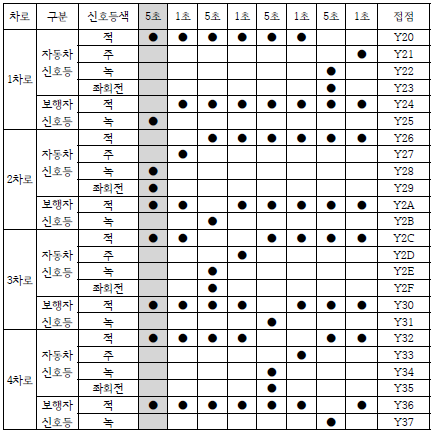 차로 구분 신호등색 5초 1초 5초 1초 5초 1초 5초 1초 접점
적 ● ● ● ● ● ● Y20
자동차 주 ● Y21
신호등 녹 ● Y22
1차로 좌회전 ● Y23
보행자 적 ● ● ● ● ● ● ● Y24
신호등 녹 ● Y25
적 ● ● ● ● ● ● Y26
자동차 주 ● Y27
신호등 녹 ● Y28
2차로 좌회전 ● Y29
보행자 적 ● ● ● ● ● ● ● Y2A
신호등 녹 ● Y2B
적 ● ● ● ● ● ● Y2C
자동차 주 ● Y2D
신호등 녹 ● Y2E
3차로 좌회전 ● Y2F
보행자 적 ● ● ● ● ● ● ● Y30
신호등 녹 ● Y31
적 ● ● ● ● ● ● Y32
자동차 주 ● Y33
신호등 녹 ● Y34
4차로 좌회전 ● Y35
보행자 적 ● ● ● ● ● ● ● Y36
신호등 녹 ● Y37